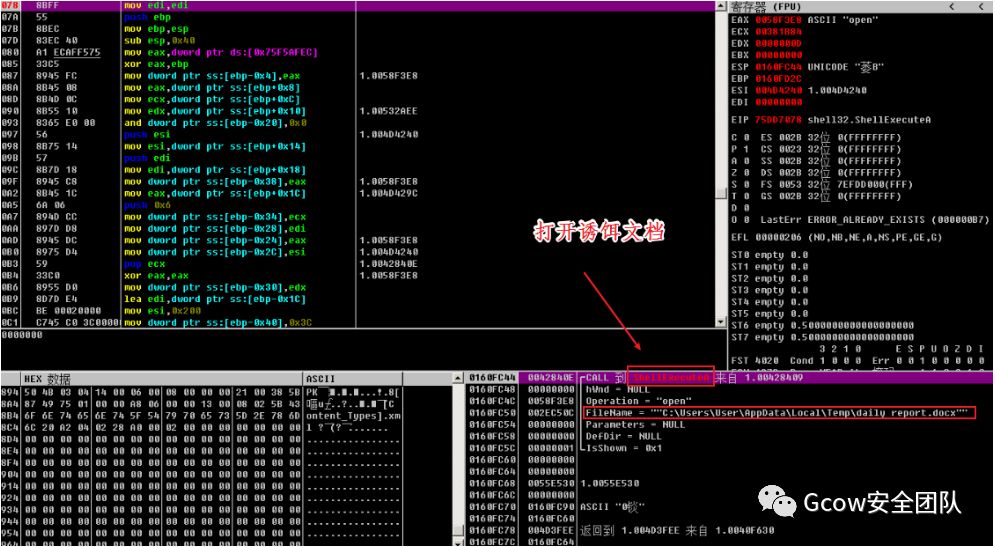 078 8BFF mov edi,edi
07A 55 push ebp
07B 8BEC mov ebp,esp
07D 83EC 40 sub esp,0x40
080 A1 ECAFF575 mov eax,dword ptr ds:[0x75F5AFEC]
085 33C5 xor eax,ebp
087 8945 FC mov dword ptr ss:[ebp-0x4],eax 1.0058F3E8
08A 8B45 08 mov eax,dword ptr ss:[ebp+0x8]
08D 8B4D 0C mov ecx,dword ptr ss:[ebp+0xC]
090 8B55 10 mov edx,dword ptr ss:[ebp+0x10] 1.00532AEE
093 8365 E0 00 and dword ptr ss:[ebp-0x20],0x0
097 56 push esi 1.004D4240
098 8B75 14 mov esi,dword ptr ss:[ebp+0x14]
09B 57 push edi
09C 8B7D 18 mov edi,dword ptr ss:[ebp+0x18]
09F 8945 C8 mov dword ptr ss:[ebp-0x38],eax 1.0058F3E8
0A2 8B45 1C mov eax,dword ptr ss:[ebp+0x1C] 1.004D429C
0A5 6A 06 push 0x6
0A7 894D CC mov dword ptr ss:[ebp-0x34],ecx
0AA 897D D8 mov dword ptr ss:[ebp-0x28],edi
0AD 8945 DC mov dword ptr ss:[ebp-0x24],eax 1.0058F3E8
0B0 8975 D4 mov dword ptr ss:[ebp-0x2C],esi 1.004D4240
0B3 59 pop ecx 1.0042840E
0B4 33C0 xor eax,eax 1.0058F3E8
0B6 8955 D0 mov dword ptr ss:[ebp-0x30],edx
0B9 8D7D E4 lea edi,dword ptr ss:[ebp-0x1C]
0BC BE 00020000 mov esi,0x200
0C1 C745 C0 3C0000 mov dword ptr ss:[ebp-0x40],0x3C
0000000
打开诱饵文档
寄存器 (FPU) < <
EAX 0058F3E8 ASCII "open"
ECX 00381884
EDX 0000000D
EBX 00000000
ESP 0160FC44 UNICODE
EBP 0160FD2C
ESI 004D4240 1.004D4240
EDI 00000000
EIP 75DD7078 shell32.ShellExecuteA
C 0 ES 002B 32位 0(FFFFFFFF)
P 1 CS 0023 32位 0(FFFFFFFF)
A 0 SS 002B 32位 0(FFFFFFFF)
Z 0 DS 002B 32位 0(FFFFFFFF)
S 0 FS 0053 32位 7EFDD000(FFF)
T 0 GS 002B 32位 0(FFFFFFFF)
D 0
O 0 LastErr ERROR_ALREADY_EXISTS (000000B7)
EFL 00000206 (NO,NB,NE,A,NS,PE,GE,G)
ST0 empty 0.0
ST1 empty 0.0
ST2 empty 0.0
ST3 empty 0.0
ST4 empty 0.0
ST5 empty 0.0
ST6 empty 0.5000000000000000000
ST7 empty 0.5000000000000000000
3 2 1 0 E S P U O Z D I
FST 4020 Cond 1 0 0 0 Err 0 0 1 0 0 0 0 0
HEX 数据 ASCII
894 50 4B 03 04 14 00 06 00 08 00 00 00 21 00 38 5B
8A4 87 49 75 01 00 00 A8 06 00 00 13 00 08 02 5B 43
8B4 6F 6E 74 65 6E 74 5F 54 79 70 65 73 5D 2E 78 6D ontent_Types].xm
8C4 6C 20 A2 04 02 28 A0 00 02 00 00 00 00 00 00 00
8D4 00 00 00 00 00 00 00 00 00 00 00 00 00 00 00 00 ................
8E4 00 00 00 00 00 00 00 00 00 00 00 00 00 00 00 00 ................
8F4 00 00 00 00 00 00 00 00 00 00 00 00 00 00 00 00 ................
904 00 00 00 00 00 00 00 00 00 00 00 00 00 00 00 00 ................
914 00 00 00 00 00 00 00 00 00 00 00 00 00 00 00 00 ................
924 00 00 00 00 00 00 00 00 00 00 00 00 00 00 00 00 ................
934 00 00 00 00 00 00 00 00 00 00 00 00 00 00 00 00 ................
944 00 00 00 00 00 00 00 00 00 00 00 00 00 00 00 00 ................
954 00 00 00 00 00 00 00 00 00 00 00 00 00 00 00 00 ................
964 00 00 00 00 00 00 00 00 00 00 00 00 00 00 00 00 ................
0160FC44 0042840E CALL 到 ShellExecuteA 来自 1.00428409
0160FC48 00000000 hWnd = NULL
0160FC4C 0058F3E8 Operation = "open"
0160FC50 002EC50C FileName = ""C:\Users\User\AppData\Local\Temp\daily report.docx""
0160FC54 00000000 Parameters = NULL
0160FC58 00000000 DefDir = NULL
0160FC5C 00000001 IsShown = 0x1
0160FC60 00000000
0160FC64 00000000
0160FC68 0055E530 1.0055E530
0160FC6C 00000000
0160FC70 0160FC90 ASCII
0160FC74 0160FC60
0160FC78 004D3FEE 返回到 1.004D3FEE 来自 1.0040F630
0160FC7C 0160FC64
Gcow安全团队